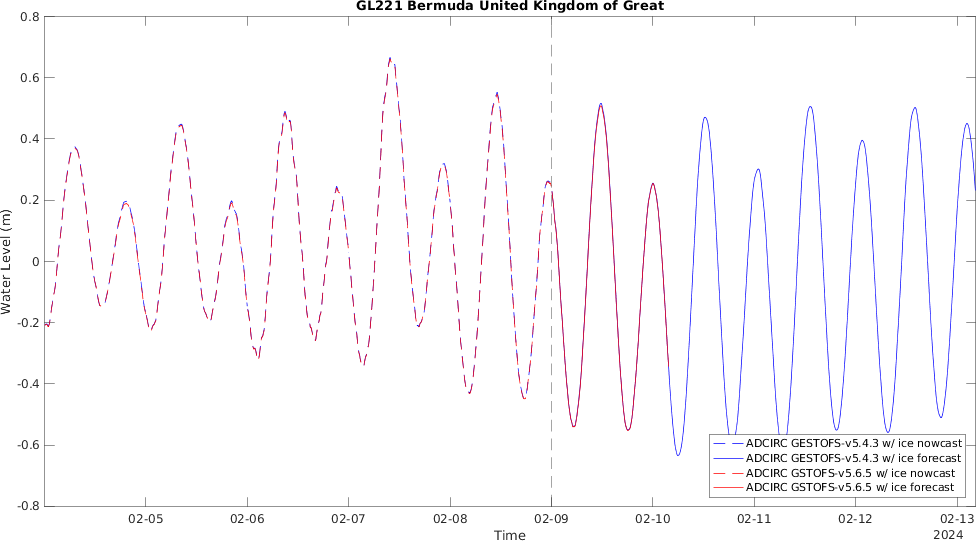 GL221 Bermuda United Kingdom of Great
0.8
0.6
0.4
0.2
0
-0.2
-0.4
-0.6
-0.8
Water Level (m)
02-05 02-06 02-07 02-08 02-09 02-10 02-11 02-12 02-13
Time
2024
ADCIRC GESTOFS-v5.4.3 w/ ice nowcast
ADCIRC GESTOFS-v5.4.3 w/ ice forecast
ADCIRC GSTOFS-v5.6.5 w/ ice nowcast
ADCIRC GSTOFS-v5.6.5 w/ ice forecast